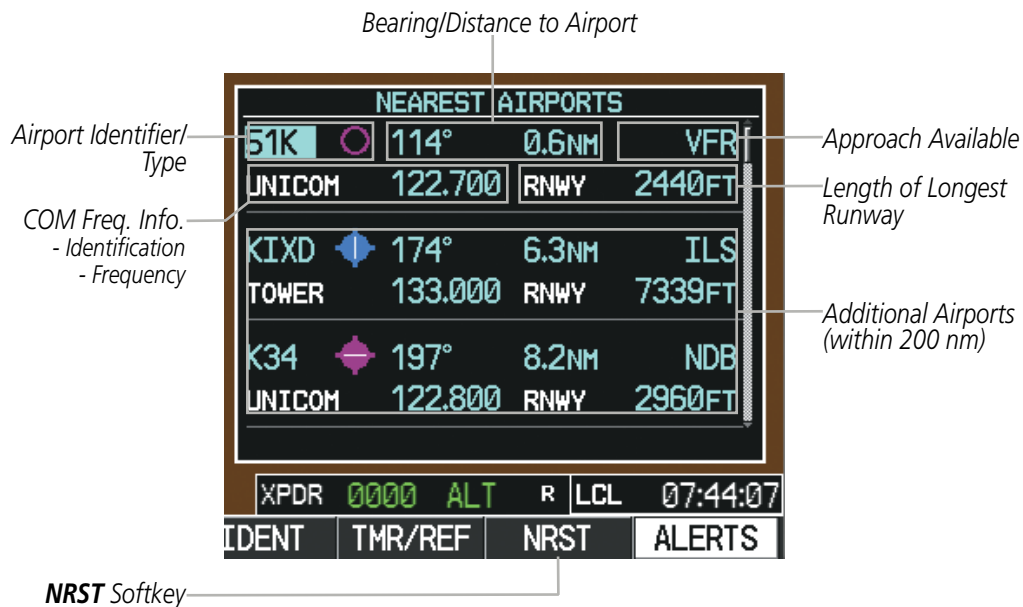 Bearing/Distance to Airport
NEAREST AIRPORTS
Airport Identifier/
Type
51K 114° 0.6NM VFR
Approach Available
UNICOM 122.700 RNWY 2440FT
Length of Longest
Runway
COM Freq. Info.
- Identification
- Frequency
KIXD 174° 6.3NM ILS
TOWER 133.000 RNWY 7339FT
Additional Airports
(within 200 nm)
K34 197° 8.2NM NDB
UNICOM 122.800 RNWY 2960FT
XPDR 0000 ALT R LCL 07:44:07
IDENT TMR/REF NRST ALERTS
NRST Softkey